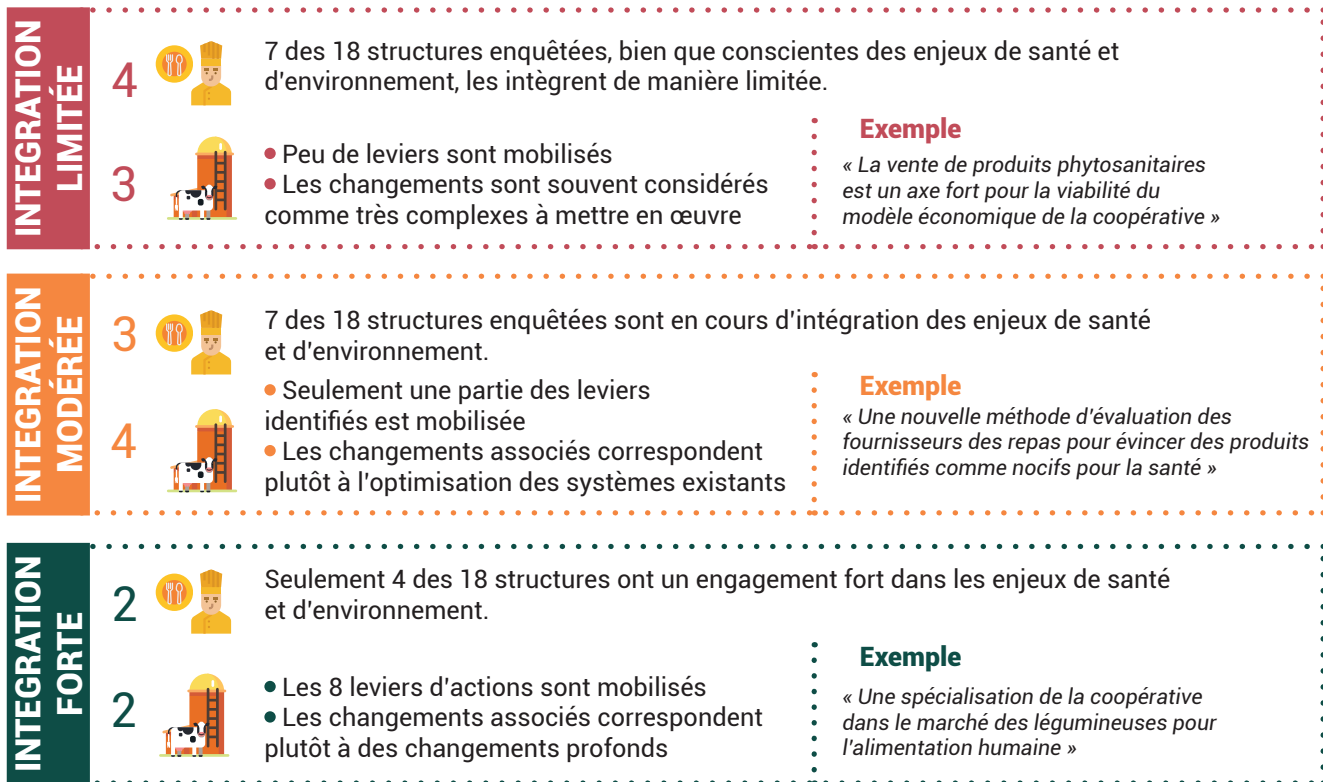 INTEGRATION
LIMITÉE
4
3
7 des 18 structures enquêtées, bien que conscientes des enjeux de santé et
d'environnement, les intègrent de manière limitée.
• Peu de leviers sont mobilisés
• Les changements sont souvent considérés
comme très complexes à mettre en œuvre
Exemple
« La vente de produits phytosanitaires
est un axe fort pour la viabilité du
modèle économique de la coopérative »
INTEGRATION
MODÉRÉE
3
4
7 des 18 structures enquêtées sont en cours d'intégration des enjeux de santé
et d'environnement.
• Seulement une partie des leviers
identifiés est mobilisée
• Les changements associés correspondent
plutôt à l'optimisation des systèmes existants
Exemple
« Une nouvelle méthode d'évaluation des
fournisseurs des repas pour évincer des produits
identifiés comme nocifs pour la santé »
INTEGRATION
FORTE
2
2
Seulement 4 des 18 structures ont un engagement fort dans les enjeux de santé
et d'environnement.
• Les 8 leviers d'actions sont mobilisés
• Les changements associés correspondent
plutôt à des changements profonds
Exemple
« Une spécialisation de la coopérative
dans le marché des légumineuses pour
l'alimentation humaine »